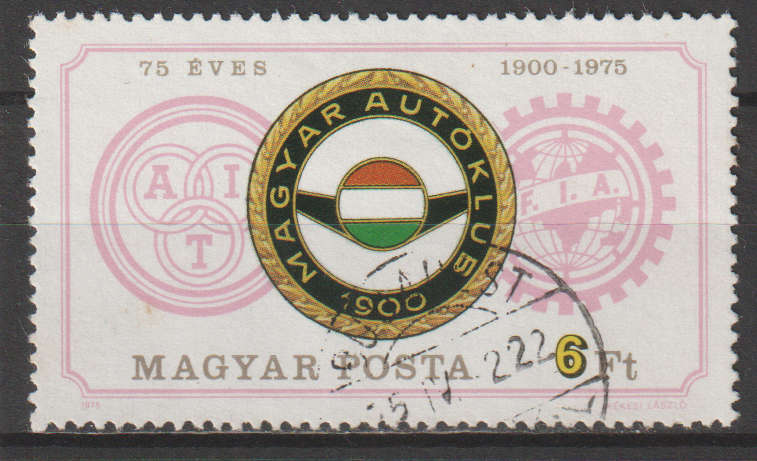 75 ÉVES
1900-1975
MAGYAR AUTÓKLUB
1900
A I
T
F.I.A.
MAGYAR POSTA
6 Ft
1975